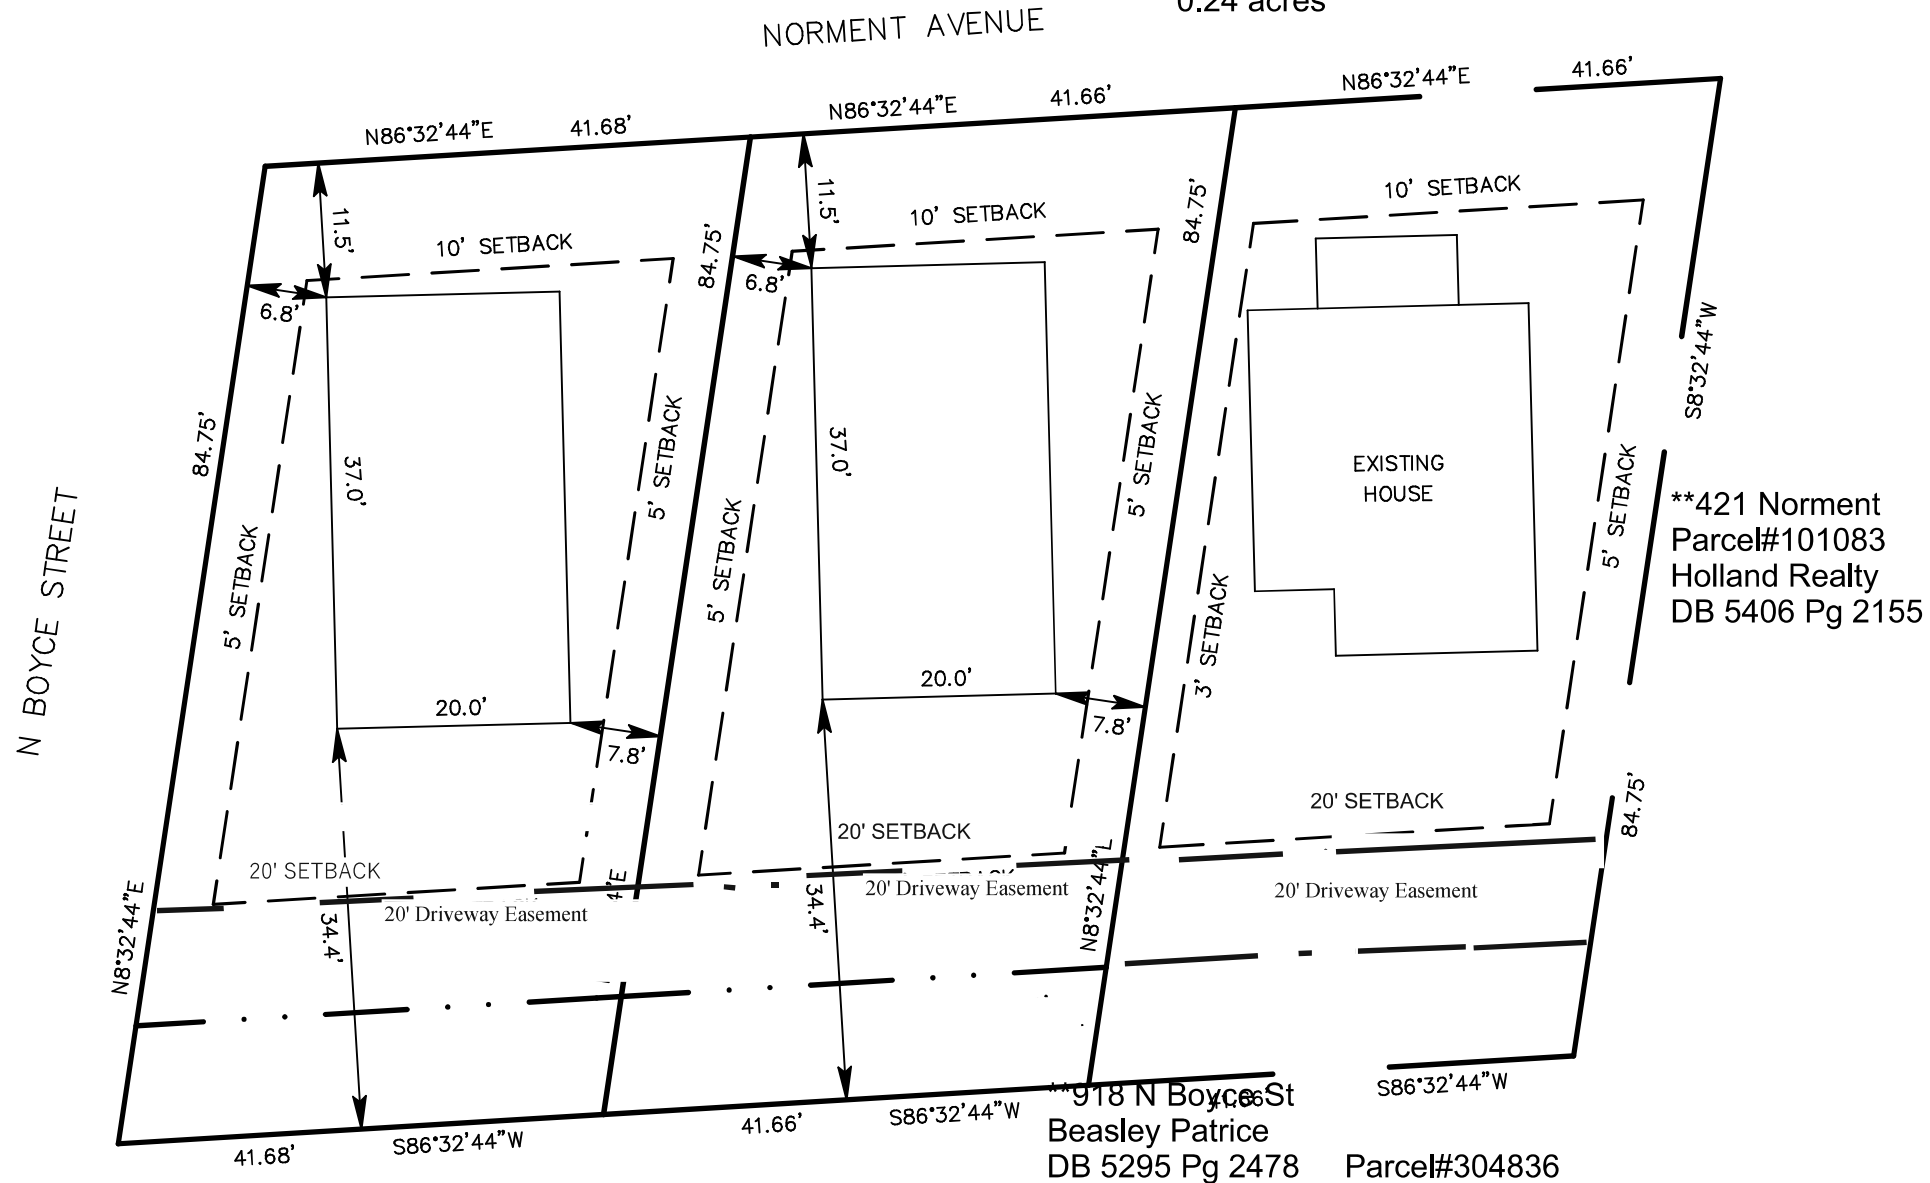 0.24 acres
NORMENT AVENUE
N86°32'44"E
41.68'
N86°32'44"E
41.66'
N86°32'44"E
41.66'
11.5'
11.5'
10' SETBACK
10' SETBACK
10' SETBACK
6.8'
6.8'
84.75'
84.75'
84.75'
S8°32'44"W
37.0'
37.0'
5' SETBACK
5' SETBACK
5' SETBACK
5' SETBACK
3' SETBACK
5' SETBACK
EXISTING
HOUSE
N BOYCE STREET
**421 Norment
Parcel#101083
Holland Realty
DB 5406 Pg 2155
20.0'
20.0'
7.8'
7.8'
84.75'
20' SETBACK
20' SETBACK
20' SETBACK
20' Driveway Easement
20' Driveway Easement
20' Driveway Easement
34.4'
34.4'
N8°32'44"E
N8°32'44"
41.68'
S86°32'44"W
41.66'
S86°32'44"W
41.66'
S86°32'44"W
**918 N Boyce St
Beasley Patrice
DB 5295 Pg 2478 Parcel#304836